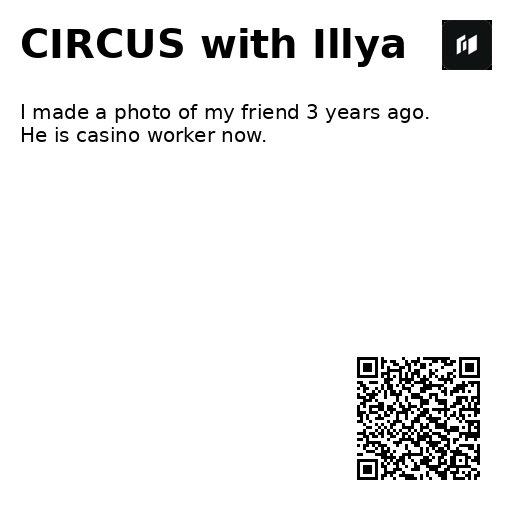 CIRCUS with Illya
I made a photo of my friend 3 years ago.
He is casino worker now.